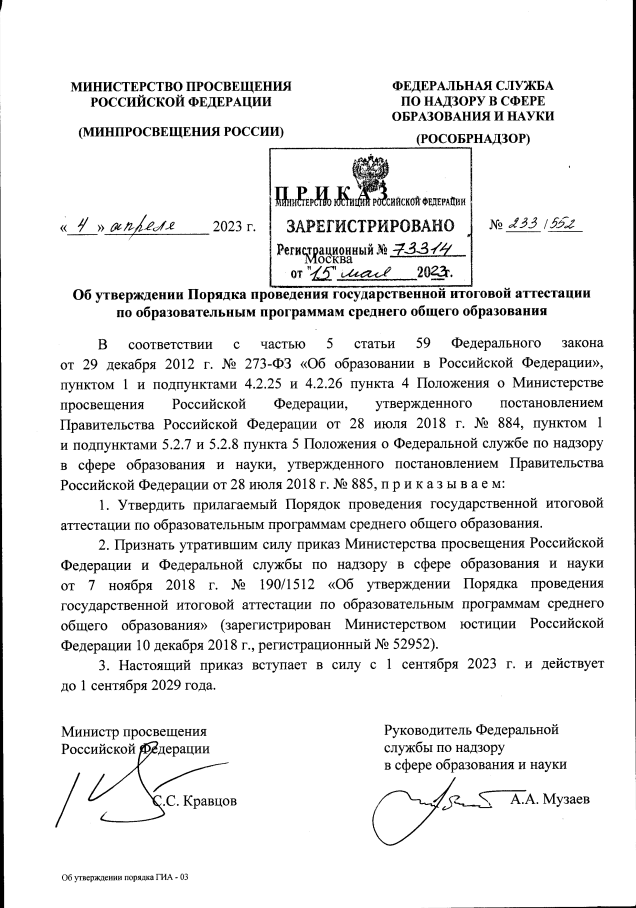 МИНИСТЕРСТВО ПРОСВЕЩЕНИЯ
РОССИЙСКОЙ ФЕДЕРАЦИИ
(МИНПРОСВЕЩЕНИЯ РОССИИ)
ФЕДЕРАЛЬНАЯ СЛУЖБА
ПО НАДЗОРУ В СФЕРЕ
ОБРАЗОВАНИЯ И НАУКИ
(РОСОБРНАДЗОР)
П Р И К А З
МИНИСТЕРСТВО ЮСТИЦИИ РОССИЙСКОЙ ФЕДЕРАЦИИ
ЗАРЕГИСТРИРОВАНО
Регистрационный № 73314
от "15" мая 2023г.
« 4 » апреля 2023 г.
Москва
№ 233/552
Об утверждении Порядка проведения государственной итоговой аттестации
по образовательным программам среднего общего образования
В соответствии с частью 5 статьи 59 Федерального закона
от 29 декабря 2012 г. № 273-ФЗ «Об образовании в Российской Федерации»,
пунктом 1 и подпунктами 4.2.25 и 4.2.26 пункта 4 Положения о Министерстве
просвещения Российской Федерации, утвержденного постановлением
Правительства Российской Федерации от 28 июля 2018 г. № 884, пунктом 1
и подпунктами 5.2.7 и 5.2.8 пункта 5 Положения о Федеральной службе по надзору
в сфере образования и науки, утвержденного постановлением Правительства
Российской Федерации от 28 июля 2018 г. № 885, п р и к а з ы в а е м:
1. Утвердить прилагаемый Порядок проведения государственной итоговой
аттестации по образовательным программам среднего общего образования.
2. Признать утратившим силу приказ Министерства просвещения Российской
Федерации и Федеральной службы по надзору в сфере образования и науки
от 7 ноября 2018 г. № 190/1512 «Об утверждении Порядка проведения
государственной итоговой аттестации по образовательным программам среднего
общего образования» (зарегистрирован Министерством юстиции Российской
Федерации 10 декабря 2018 г., регистрационный № 52952).
3. Настоящий приказ вступает в силу с 1 сентября 2023 г. и действует
до 1 сентября 2029 года.
Министр просвещения
Российской Федерации
С.С. Кравцов
Руководитель Федеральной
службы по надзору
в сфере образования и науки
А.А. Музаев
Об утверждении порядка ГИА - 03